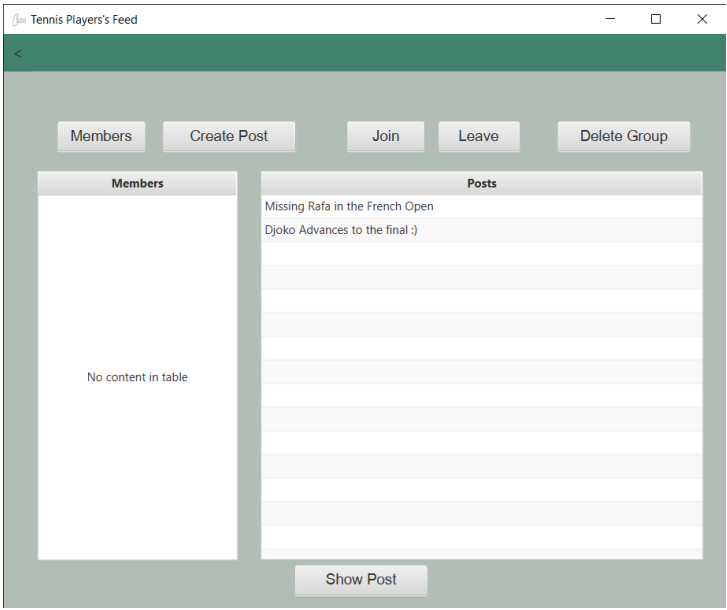 Tennis Players's Feed
<
Members Create Post Join Leave Delete Group
Members Posts
Missing Rafa in the French Open
Djoko Advances to the final :)
No content in table
Show Post